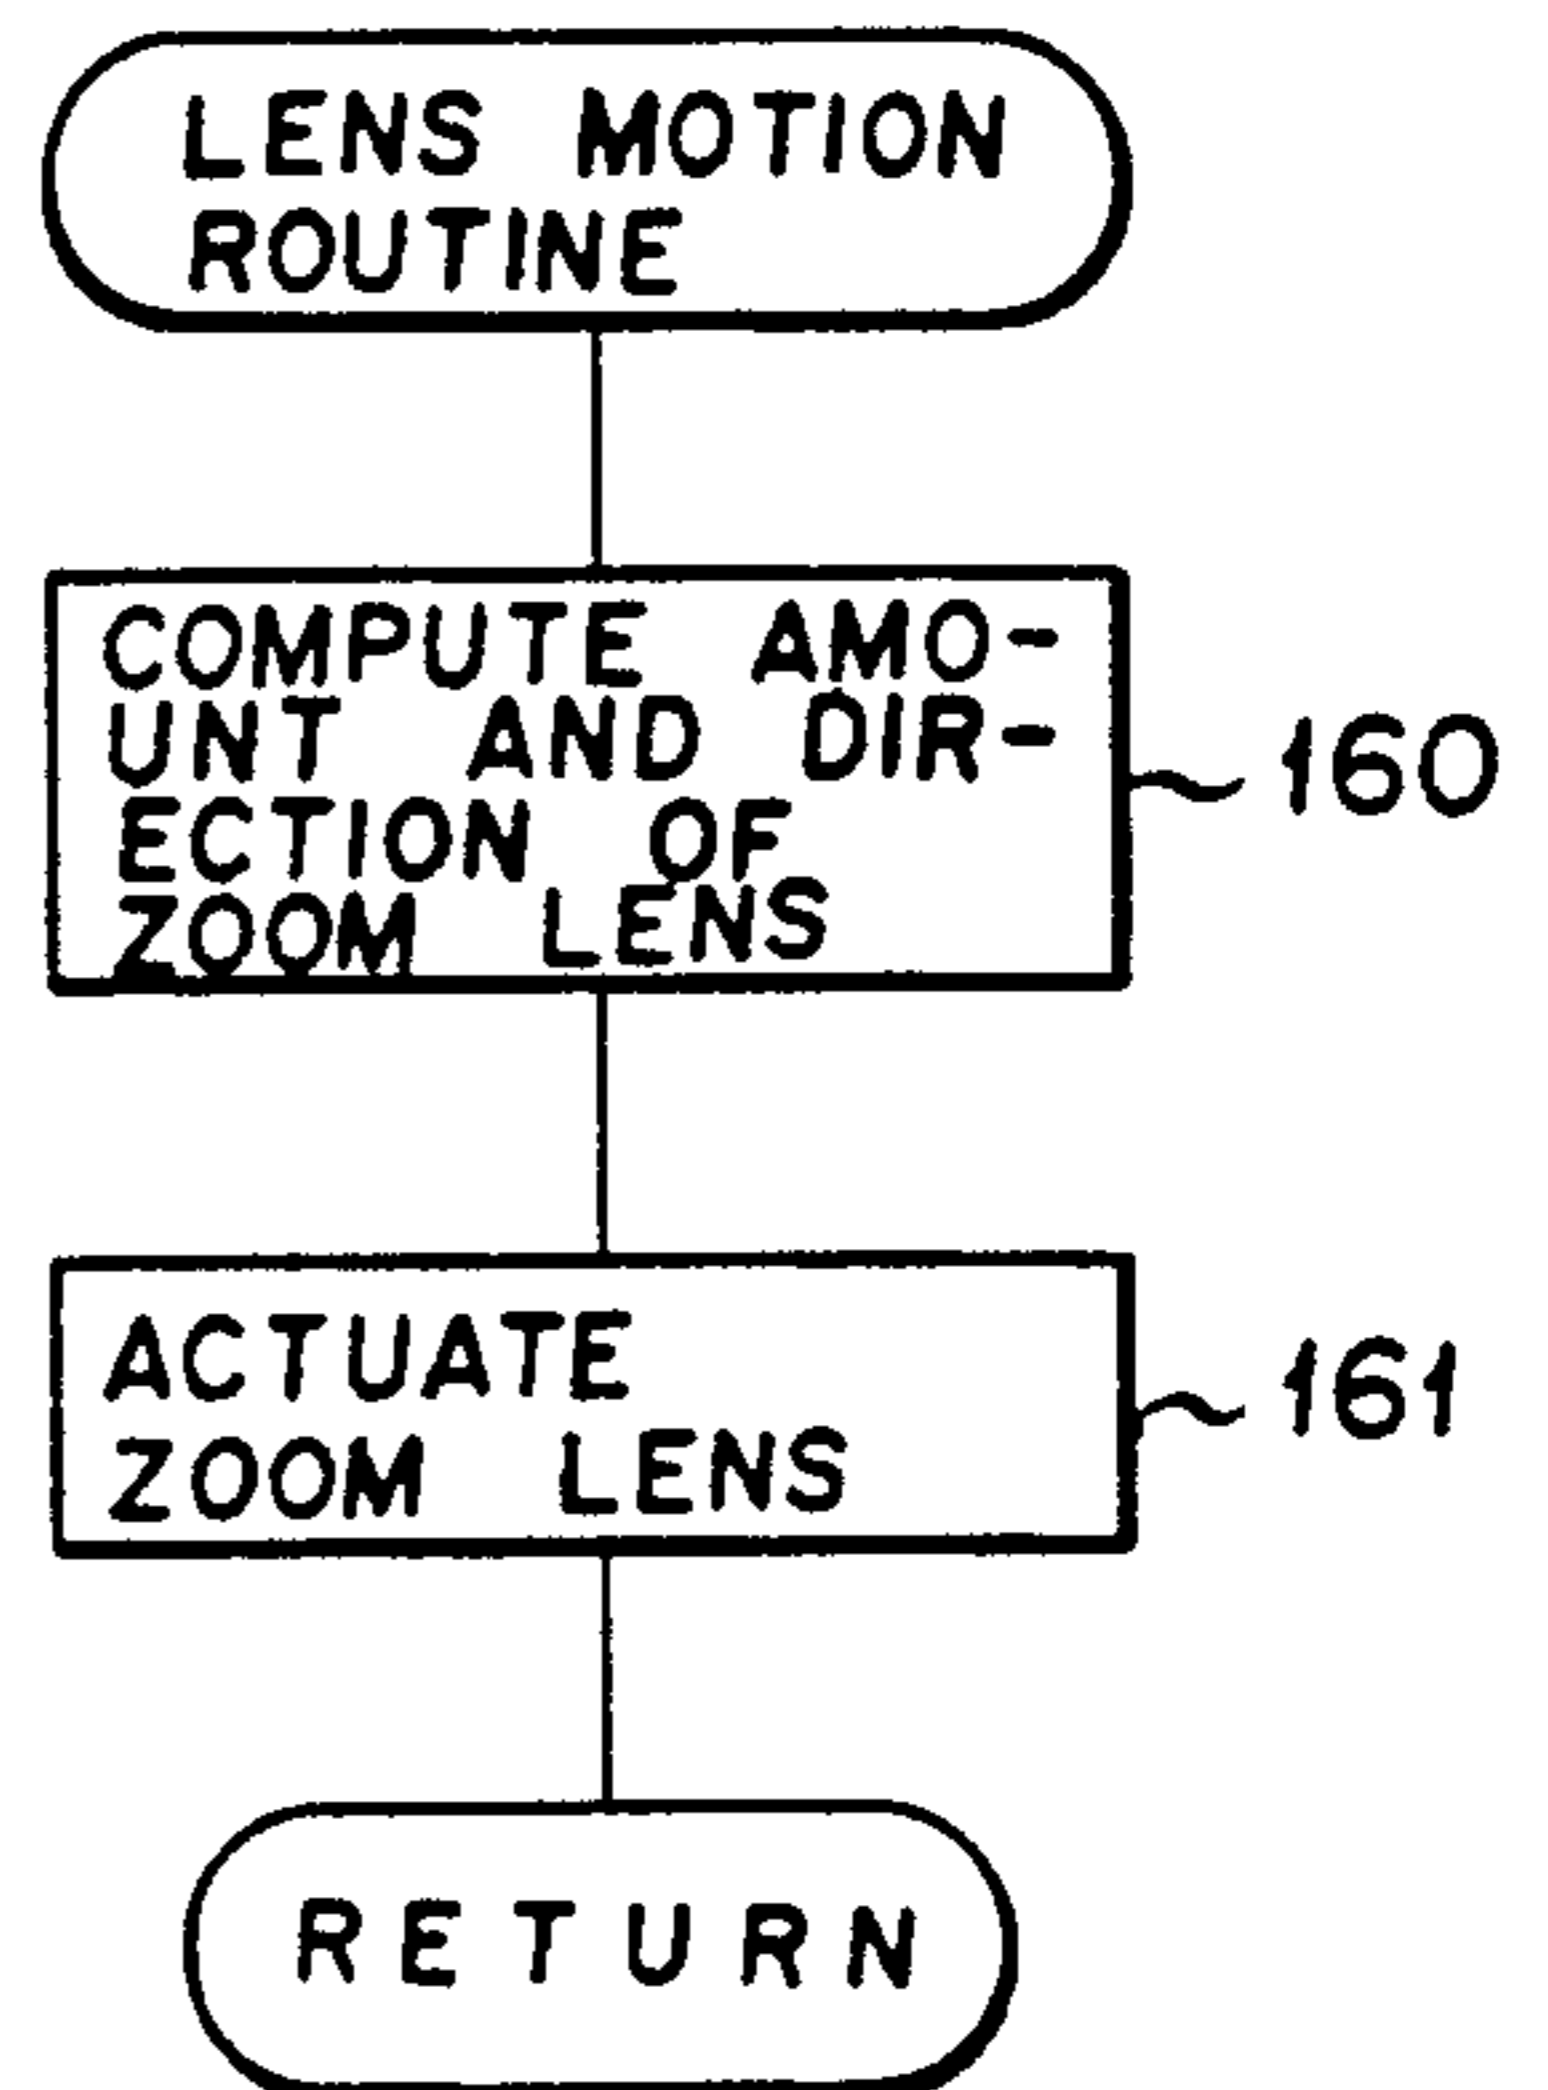 LENS MOTION
ROUTINE
COMPUTE AMO-
UNT AND DIR-
ECTION OF
ZOOM LENS
160
ACTUATE
ZOOM LENS
161
RETURN